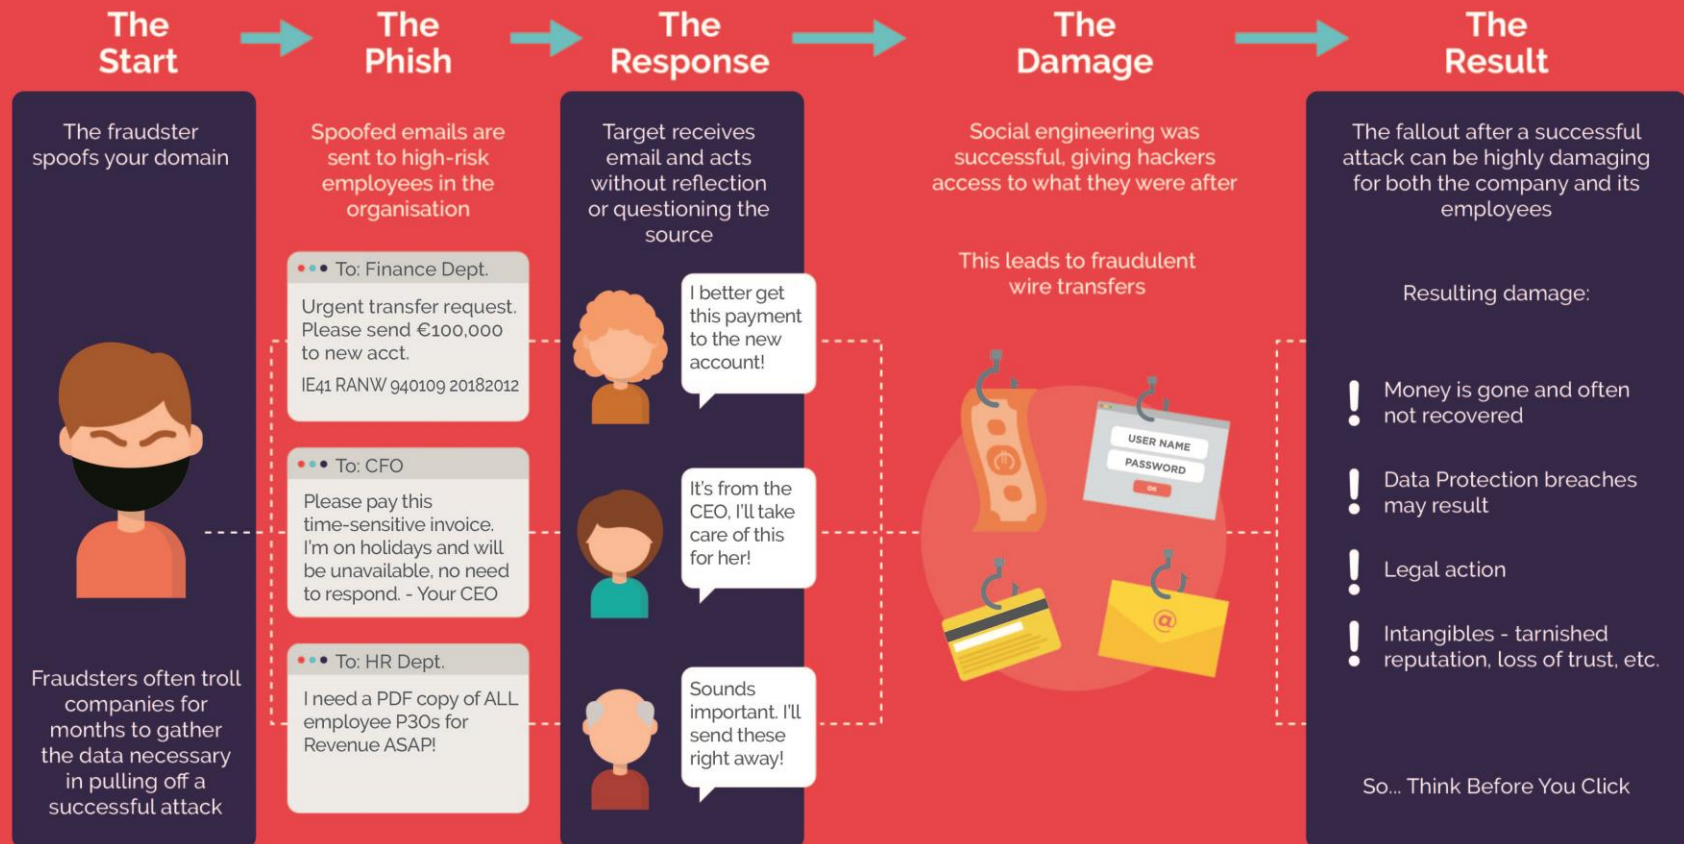 The
Start
The
Phish
The
Response
The
Damage
The
Result
The fraudster
spoofs your domain
Fraudsters often troll
companies for
months to gather
the data necessary
in pulling off a
successful attack
Spoofed emails are
sent to high-risk
employees in the
organisation
To: Finance Dept.
Urgent transfer request.
Please send €100,000
to new acct.
IE41 RANW 940109 20182012
To: CFO
Please pay this
time-sensitive invoice.
I'm on holidays and will
be unavailable, no need
to respond. - Your CEO
To: HR Dept.
I need a PDF copy of ALL
employee P30s for
Revenue ASAP!
Target receives
email and acts
without reflection
or questioning the
source
I better get
this payment
to the new
account!
It's from the
CEO, I'll take
care of this
for her!
Sounds
important. I'll
send these
right away!
Social engineering was
successful, giving hackers
access to what they were after
This leads to fraudulent
wire transfers
USER NAME
PASSWORD
OK
@
The fallout after a successful
attack can be highly damaging
for both the company and its
employees
Resulting damage:
! Money is gone and often
not recovered
! Data Protection breaches
may result
! Legal action
! Intangibles - tarnished
reputation, loss of trust, etc.
So... Think Before You Click